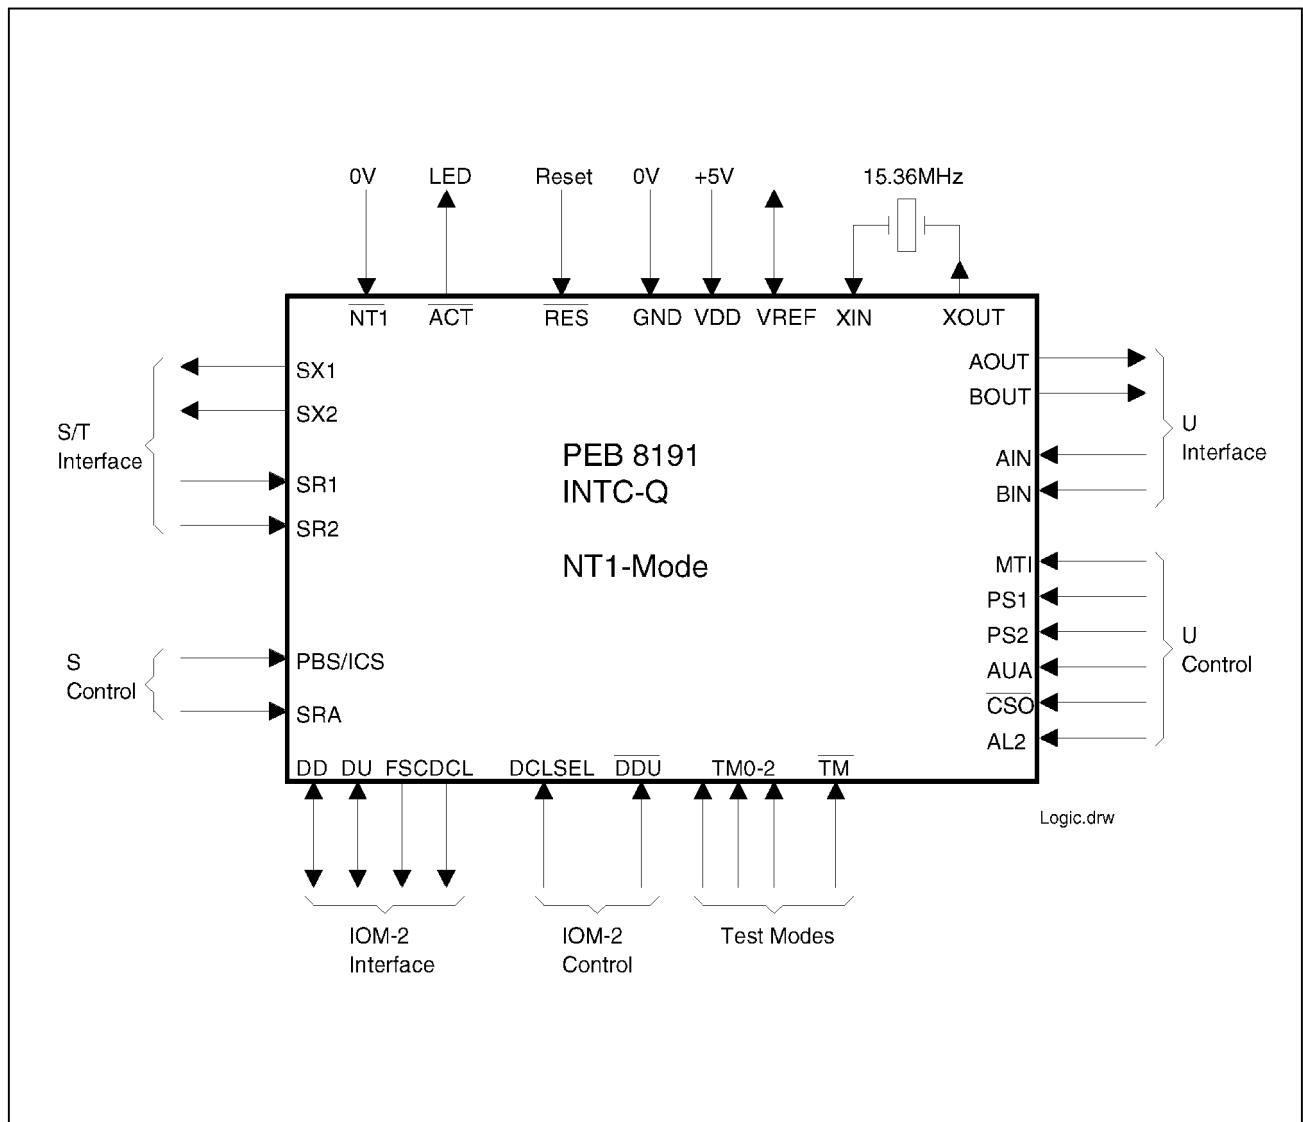 0V LED Reset 0V +5V 15.36MHz
NT1 ACT RES GND VDD VREF XIN XOUT
SX1
SX2
S/T
Interface
SR1
SR2
S
Control
PBS/ICS
SRA
PEB 8191
INTC-Q
NT1-Mode
AOUT
BOUT
U
Interface
AIN
BIN
MTI
PS1
PS2
U
Control
AUA
CSO
AL2
DD DU FSCDCL DCLSEL DDU TM0-2 TM
Logic.drw
IOM-2
Interface
IOM-2
Control
Test Modes